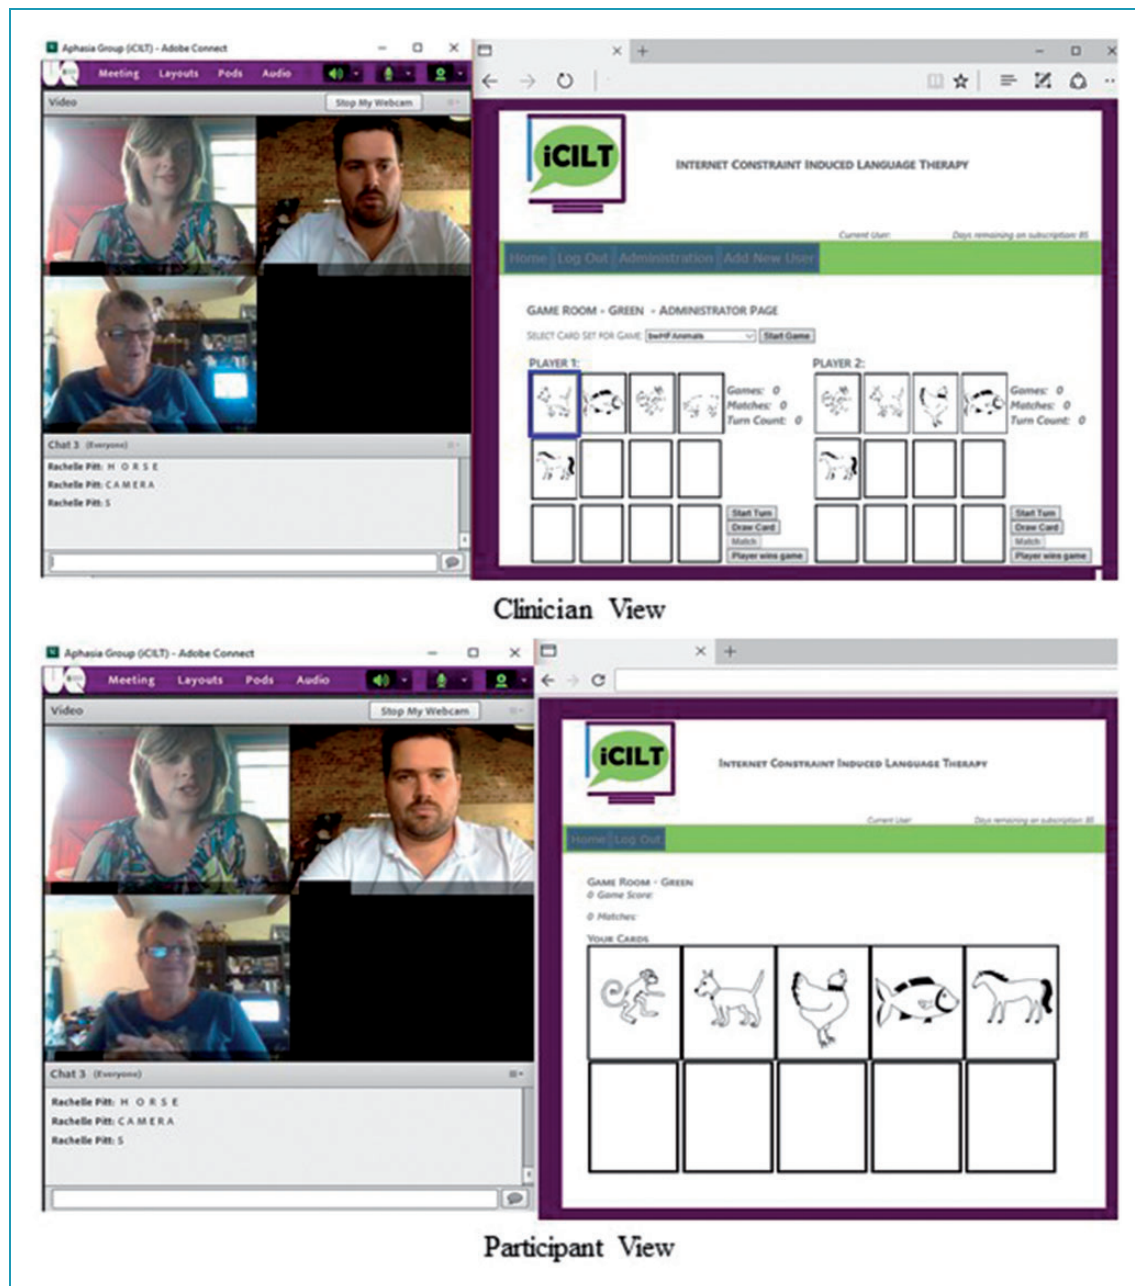 Aphasia Group (iCILT) - Adobe Connect
Meeting Layouts Pods Audio
Video Stop My Webcam
Chat 3 (Everyone)
Rachelle Pitt: H O R S E
Rachelle Pitt: C A M E R A
Rachelle Pitt: S
iCILT
INTERNET CONSTRAINT INDUCED LANGUAGE THERAPY
Current User: Days remaining on subscription: 85
Home Log Out Administration Add New User
GAME ROOM - GREEN - ADMINISTRATOR PAGE
SELECT CARD SET FOR GAME: bwHFAnimals Start Game
PLAYER 1: PLAYER 2:
Games: 0 Games: 0
Matches: 0 Matches: 0
Turn Count: 0 Turn Count: 0
Start Turn Start Turn
Draw Card Draw Card
Match Match
Player wins game Player wins game
Clinician View
Aphasia Group (iCILT) - Adobe Connect
Meeting Layouts Pods Audio
Video Stop My Webcam
Chat 3 (Everyone)
Rachelle Pitt: H O R S E
Rachelle Pitt: C A M E R A
Rachelle Pitt: S
iCILT
INTERNET CONSTRAINT INDUCED LANGUAGE THERAPY
Current User: Days remaining on subscription: 85
Home Log Out
GAME ROOM - GREEN
0 Game Score:
0 Matches:
YOUR CARDS
Participant View